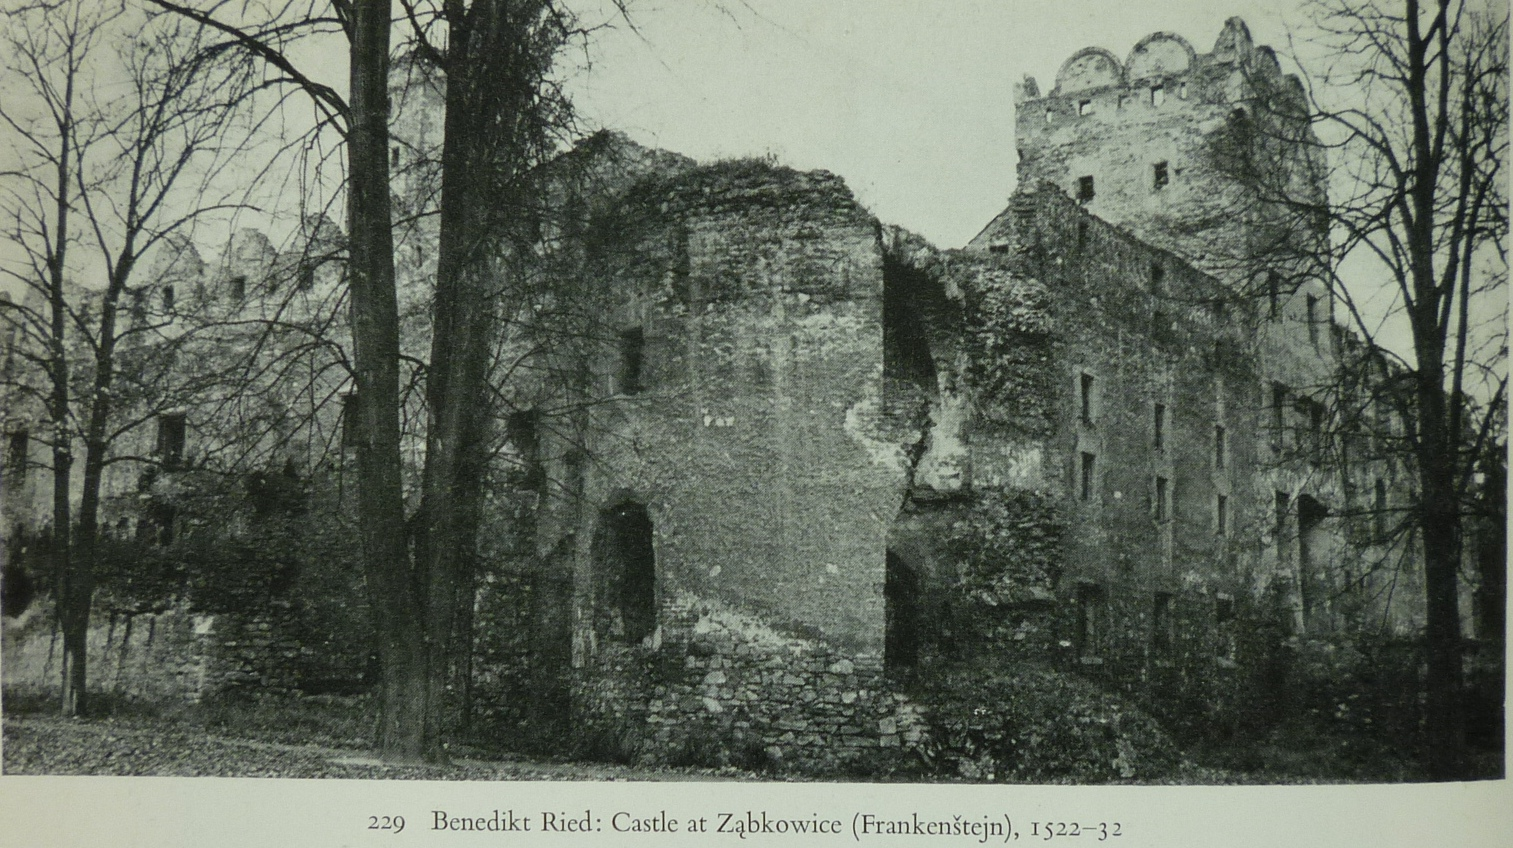 229 Benedikt Ried: Castle at Ząbkowice (Frankenštejn), 1522–32